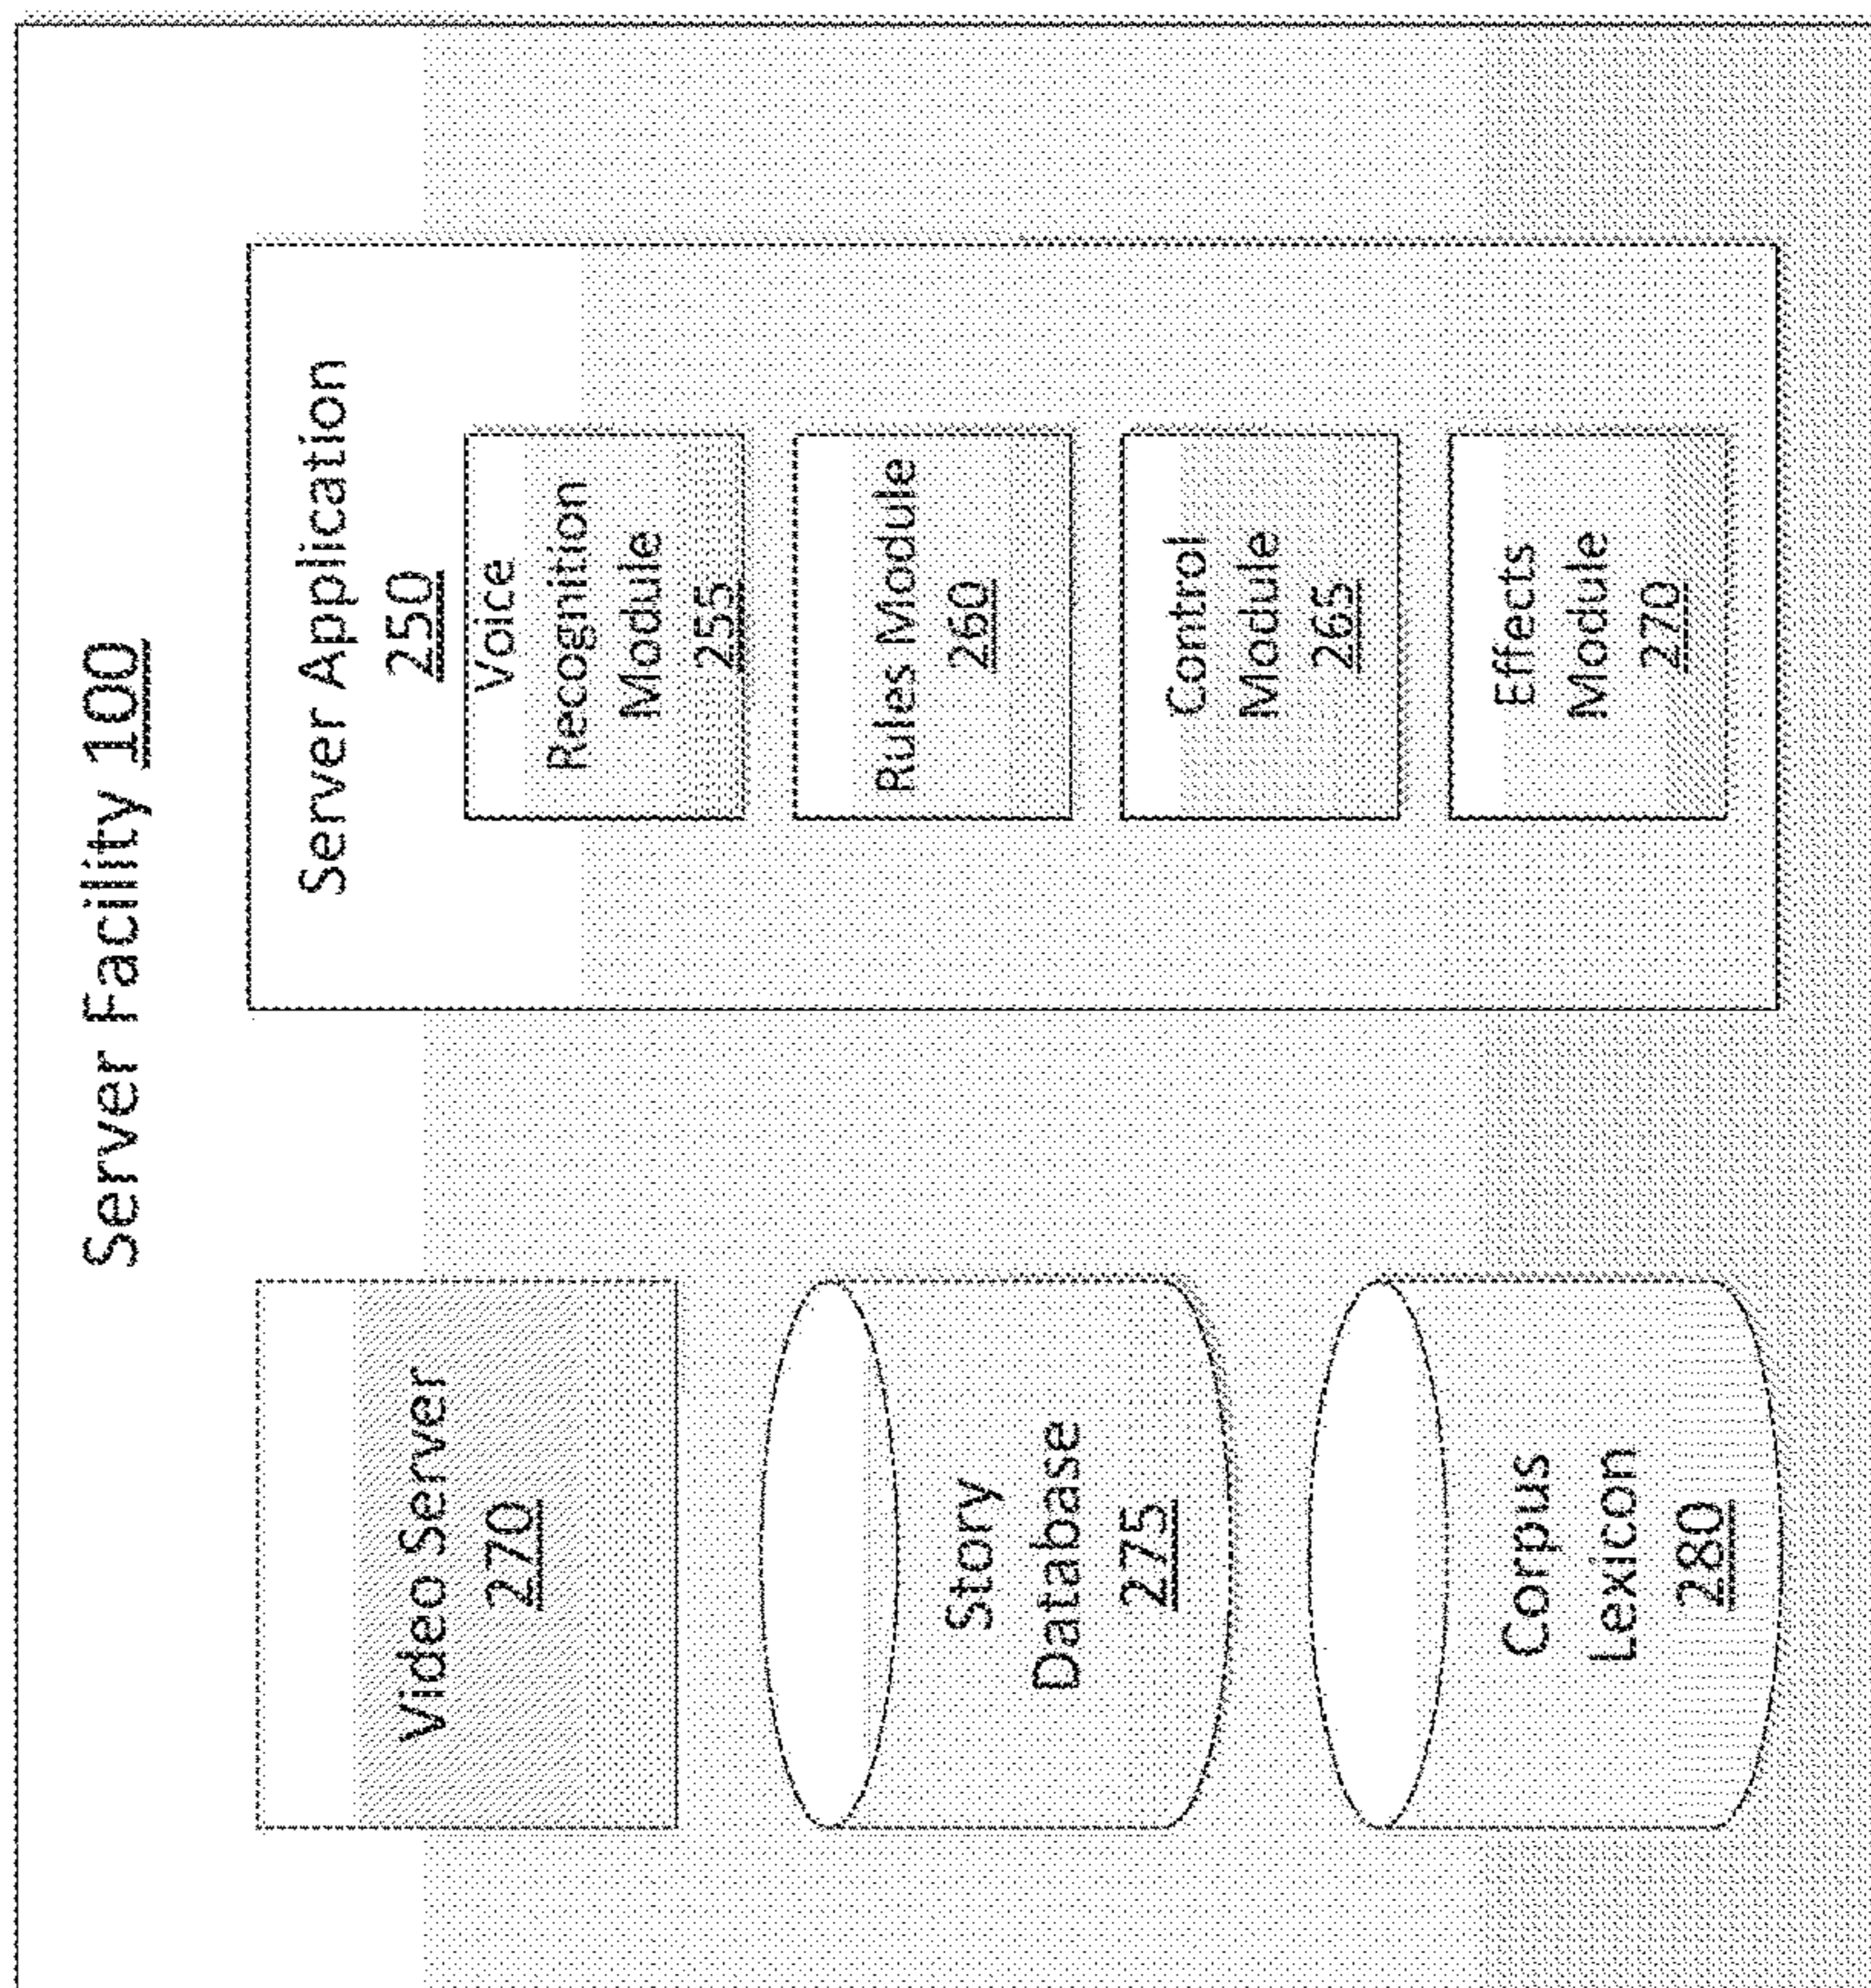 Server Facility 100
Video Server
270
Story
Database
275
Corpus
Lexicon
280
Server Application
250
Voice
Recognition
Module
255
Rules Module
260
Control
Module
265
Effects
Module
270